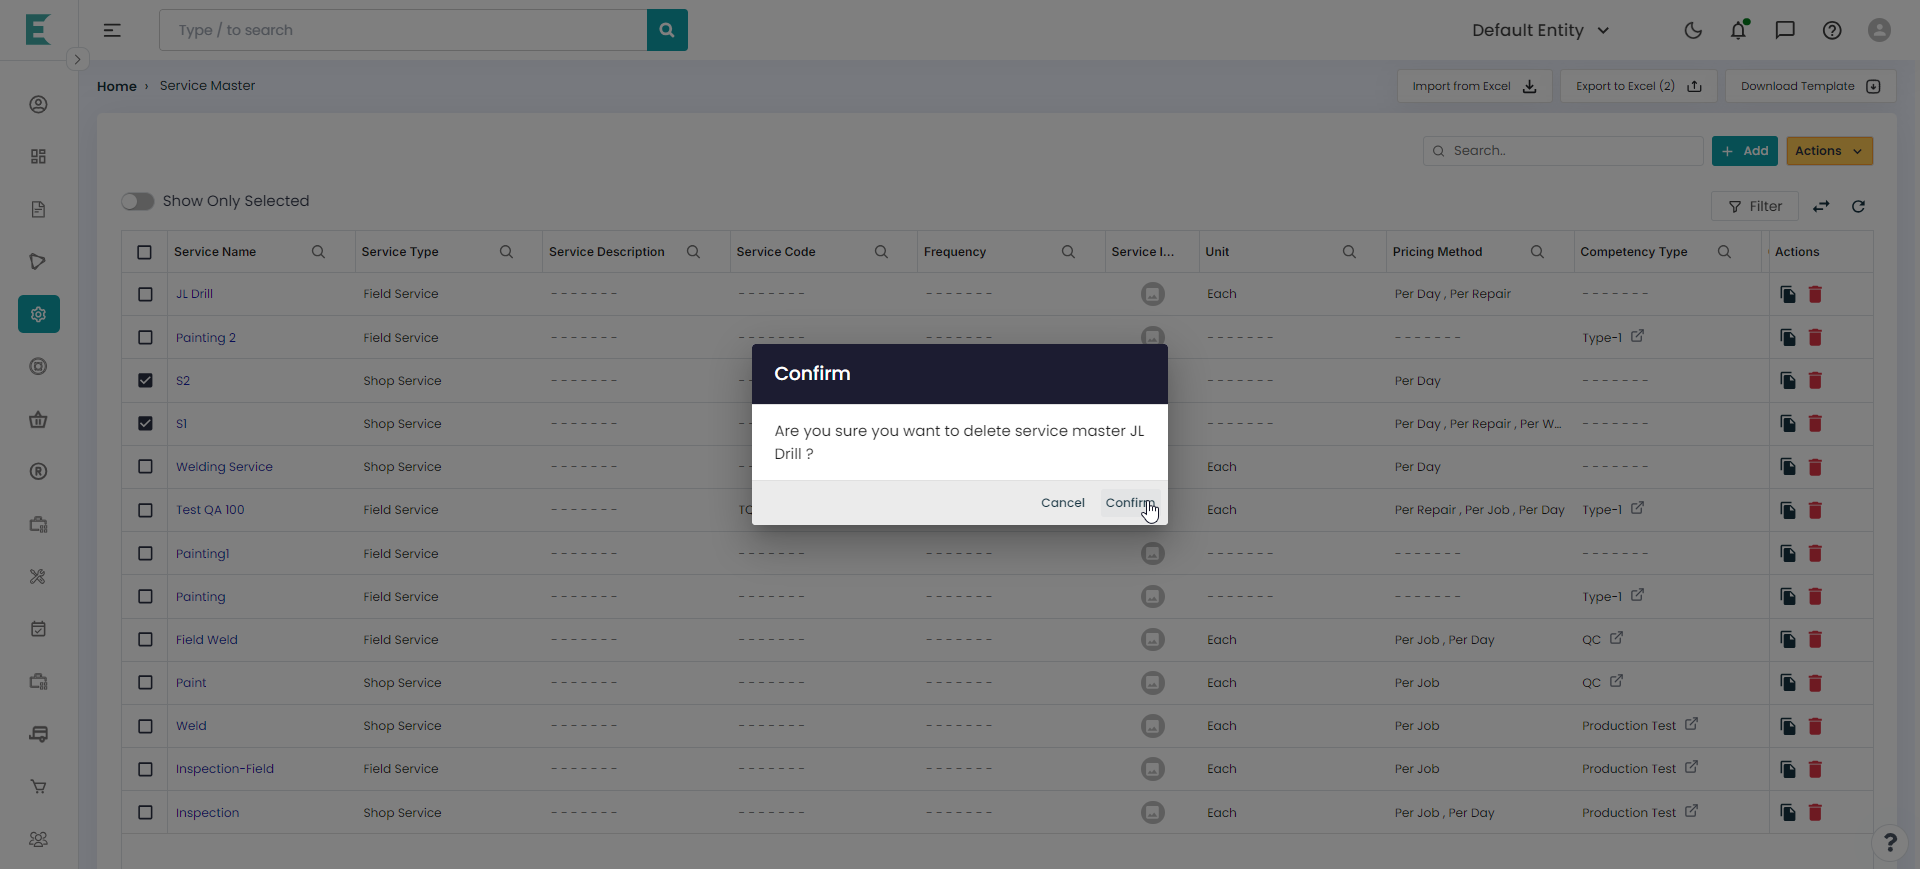 Type / to search
Default Entity
Home › Service Master
Import from Excel
Export to Excel (2)
Download Template
Search..
+ Add
Actions
Show Only Selected
Filter
Service Name Service Type Service Description Service Code Frequency Service I... Unit Pricing Method Competency Type Actions
JL Drill Field Service - - - - - - - - - - - - - - - - - - - - - Each Per Day , Per Repair - - - - - - -
Painting 2 Field Service - - - - - - - - - - - - - - - - - - - - - - - - - - - - - - - - - - - Type-1
S2 Shop Service - - - - - - - - - - - - - - - - Per Day - - - - - - -
S1 Shop Service - - - - - - - - - - - - - - - - Per Day , Per Repair , Per W... - - - - - - -
Welding Service Shop Service - - - - - - - - - Each Per Day - - - - - - -
Test QA 100 Field Service - - - - - - - Each Per Repair , Per Job , Per Day Type-1
Painting1 Field Service - - - - - - - - - - - - - - - - - - - - - - - - - - - - - - - - - - - - - - - - - -
Painting Field Service - - - - - - - - - - - - - - - - - - - - - - - - - - - - - - - - - - - Type-1
Field Weld Field Service - - - - - - - - - - - - - - - - - - - - - Each Per Job , Per Day QC
Paint Shop Service - - - - - - - - - - - - - - - - - - - - - Each Per Job QC
Weld Shop Service - - - - - - - - - - - - - - - - - - - - - Each Per Job Production Test
Inspection-Field Field Service - - - - - - - - - - - - - - - - - - - - - Each Per Job Production Test
Inspection Shop Service - - - - - - - - - - - - - - - - - - - - - Each Per Job , Per Day Production Test
Confirm
Are you sure you want to delete service master JL
Drill ?
Cancel Confirm
?